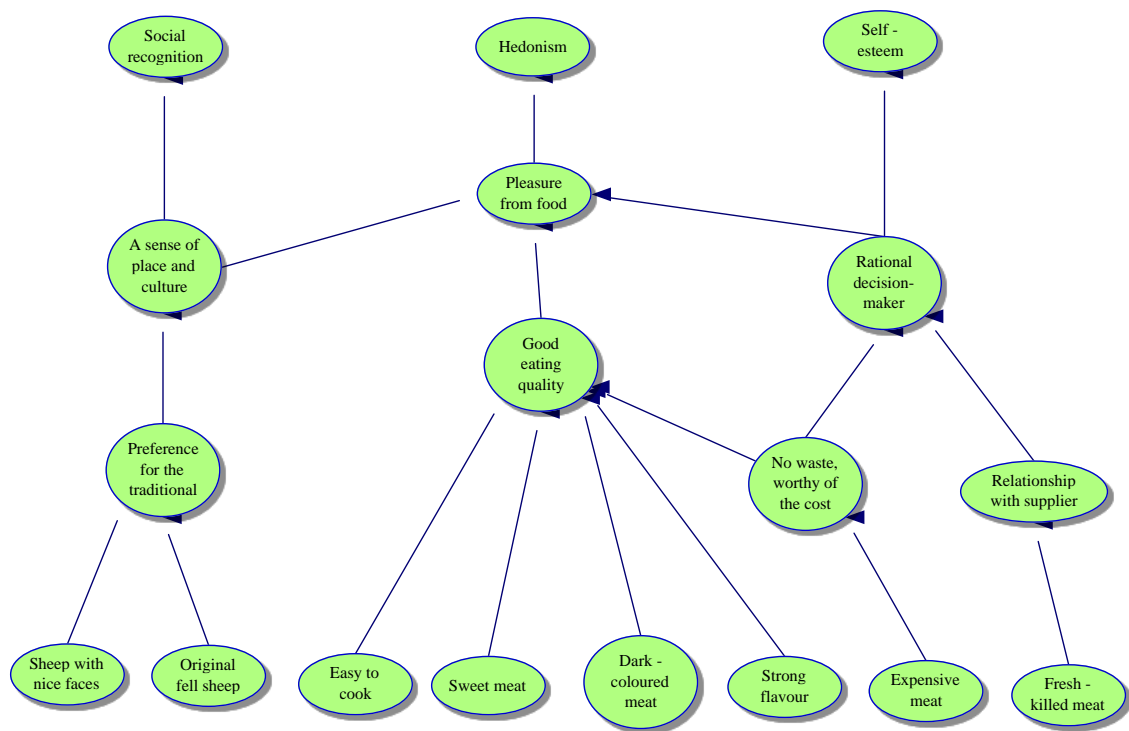 Social
recognition
Hedonism
Self -
esteem
Pleasure
from food
A sense of
place and
culture
Rational
decision-
maker
Good
eating
quality
Preference
for the
traditional
No waste,
worthy of
the cost
Relationship
with supplier
Sheep with
nice faces
Original
fell sheep
Easy to
cook
Sweet meat
Dark -
coloured
meat
Strong
flavour
Expensive
meat
Fresh -
killed meat